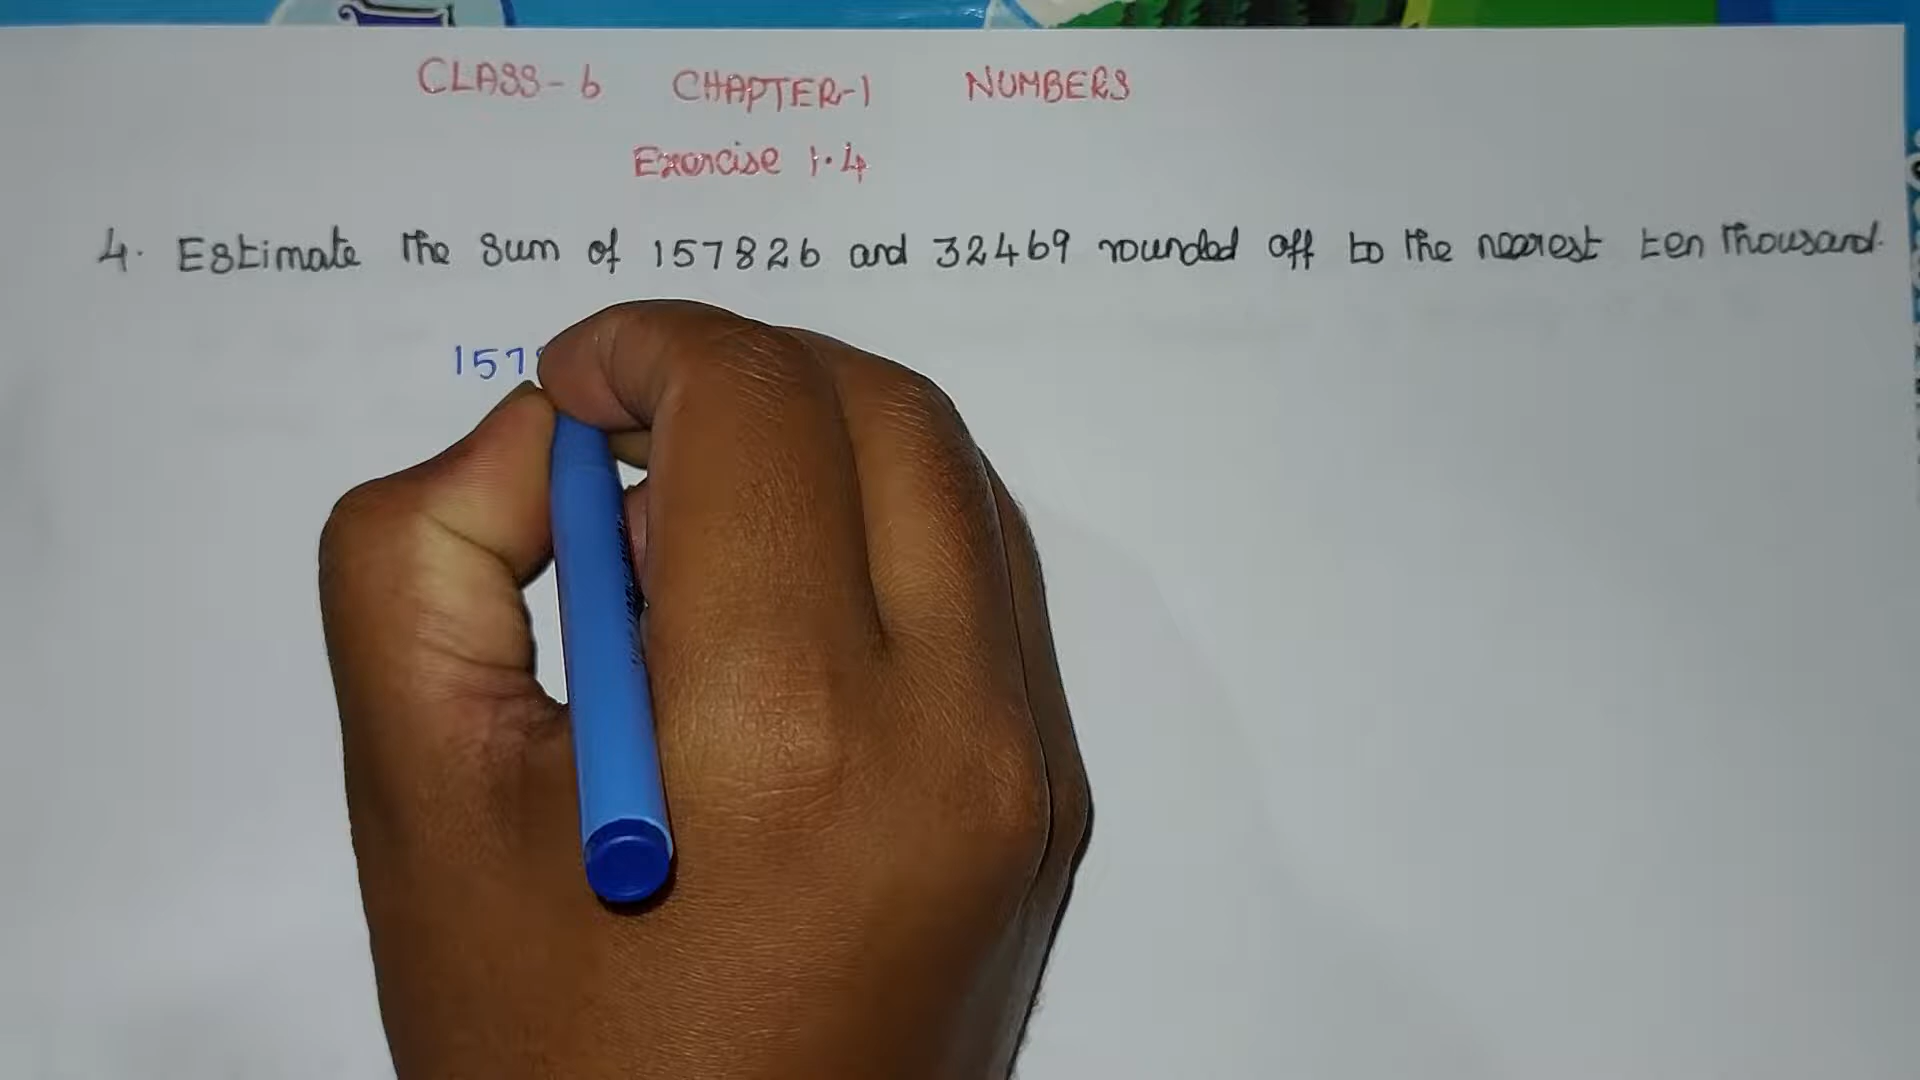 CLASS-6 CHAPTER-1 NUMBERS
Exercise 1.4
4. Estimate the sum of 157826 and 32469 rounded off to the nearest ten thousand.
1578